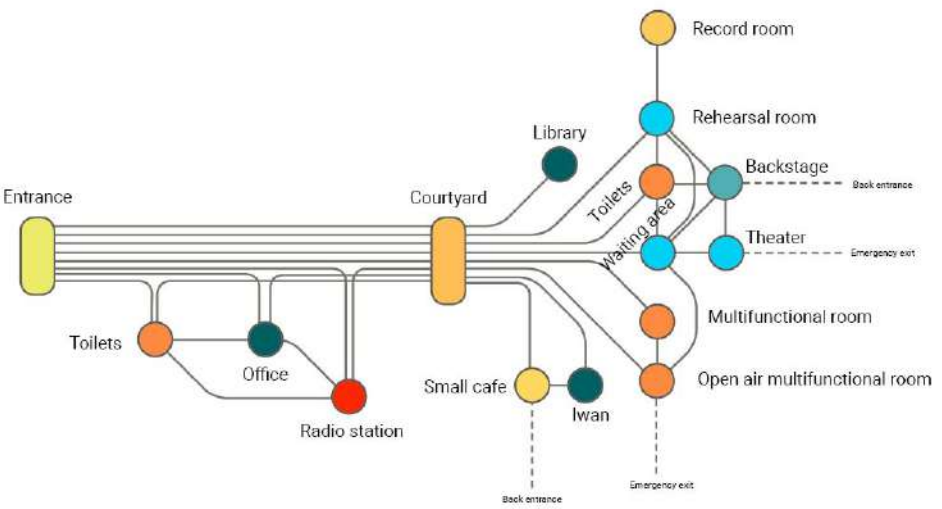 Record room
Rehearsal room
Library
Backstage
Back entrance
Toilets
Entrance
Courtyard
Waiting area
Theater
Emergency exit
Multifunctional room
Toilets
Office
Small cafe
Open air multifunctional room
Iwan
Radio station
Emergency exit
Back entrance